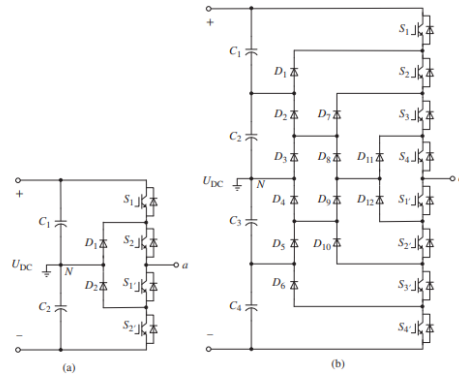 +
C1
UDC
N
C2
−
D1
D2
S1
S2
S1'
S2'
a
(a)
+
C1
C2
UDC
N
C3
C4
−
D1
D2
D3
D4
D5
D6
D7
D8
D9
D10
D11
D12
S1
S2
S3
S4
S1'
S2'
S3'
S4'
(b)